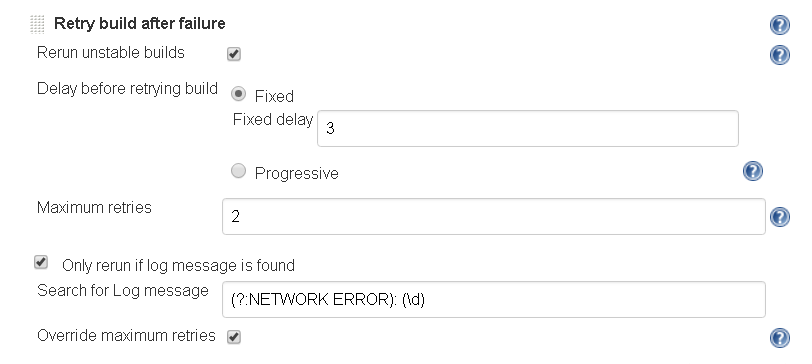 Retry build after failure
Rerun unstable builds
Delay before retrying build
Fixed
Fixed delay 3
Progressive
Maximum retries 2
Only rerun if log message is found
Search for Log message (?:NETWORK ERROR): (\d)
Override maximum retries